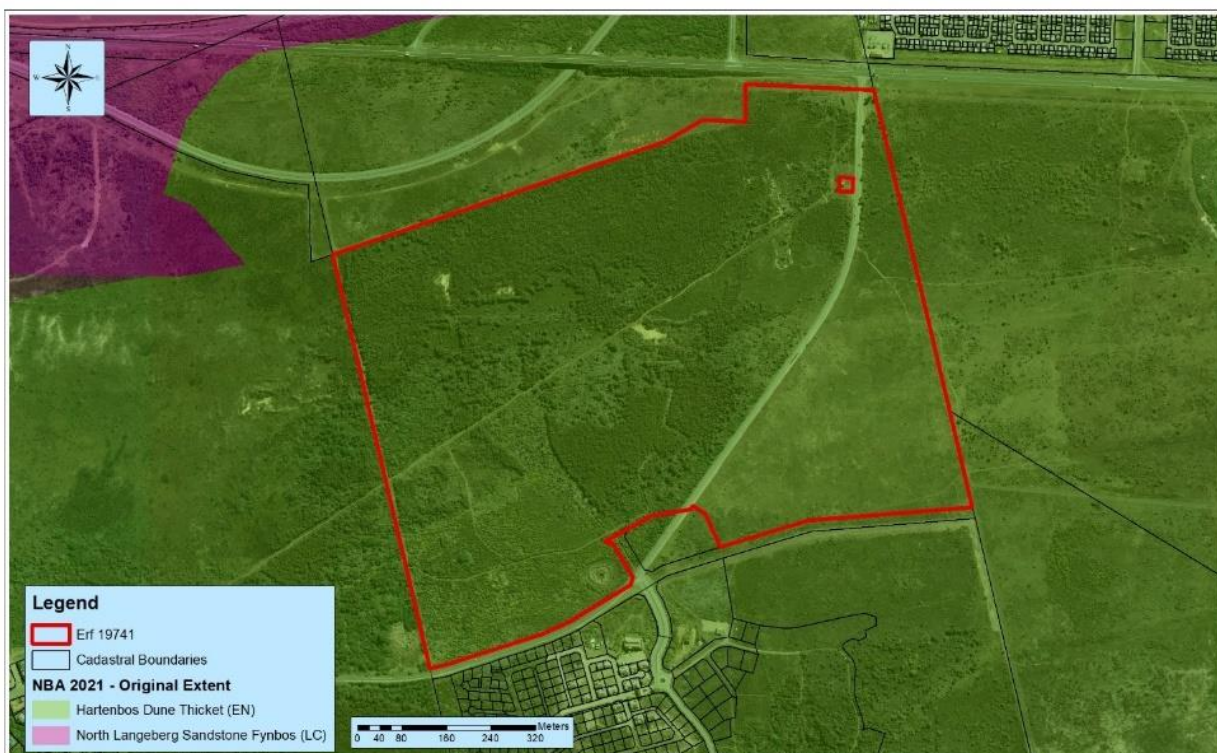 N
W E
S
Legend
Erf 19741
Cadastral Boundaries
NBA 2021 - Original Extent
Hartenbos Dune Thicket (EN)
North Langeberg Sandstone Fynbos (LC)
Meters
0 40 80 160 240 320